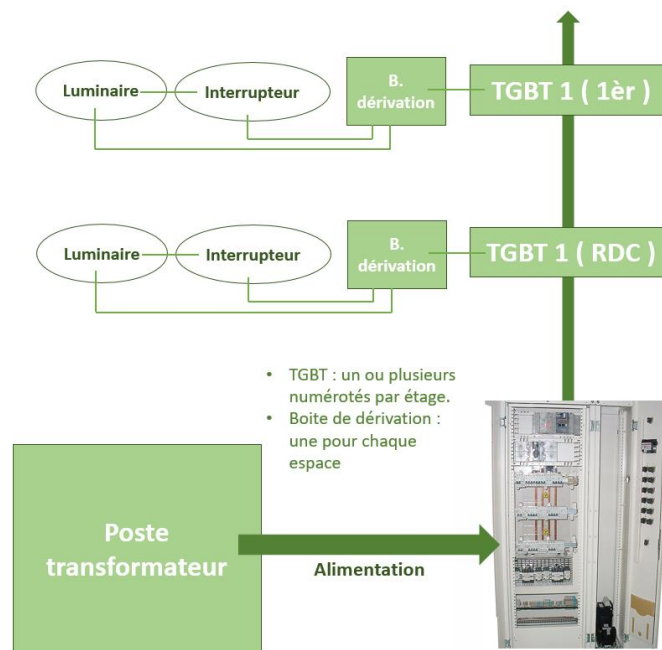 Luminaire
Interrupteur
B.
dérivation
TGBT 1 ( 1èr )
Luminaire
Interrupteur
B.
dérivation
TGBT 1 ( RDC )
• TGBT : un ou plusieurs
numérotés par étage.
• Boite de dérivation :
une pour chaque
espace
Poste
transformateur
Alimentation